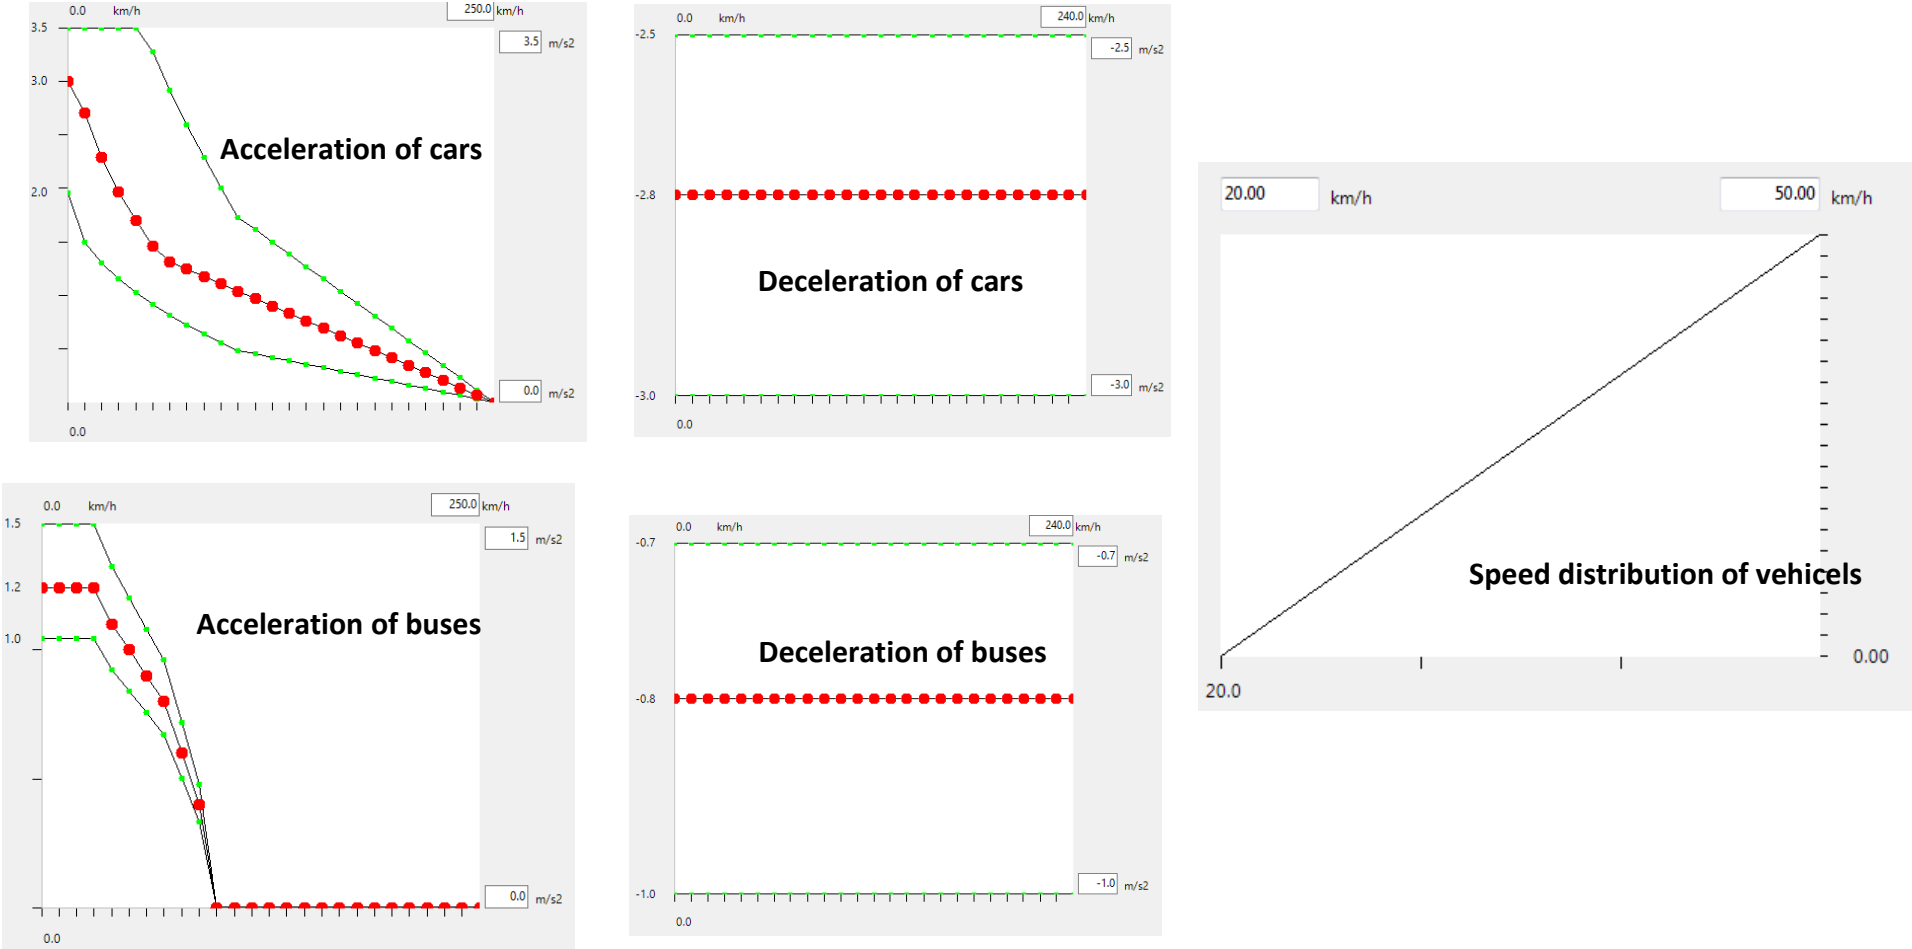 0.0 km/h 250.0 km/h
3.5
3.5 m/s2
3.0
Acceleration of cars
2.0
0.0 m/s2
0.0
0.0 km/h 240.0 km/h
-2.5
-2.5 m/s2
-2.8
Deceleration of cars
-3.0 m/s2
-3.0
0.0
20.00 km/h 50.00 km/h
Speed distribution of vehicels
0.00
20.0
0.0 km/h 250.0 km/h
1.5
1.5 m/s2
1.2
Acceleration of buses
1.0
0.0 m/s2
0.0
0.0 km/h 240.0 km/h
-0.7
-0.7 m/s2
Deceleration of buses
-0.8
-1.0 m/s2
-1.0
0.0